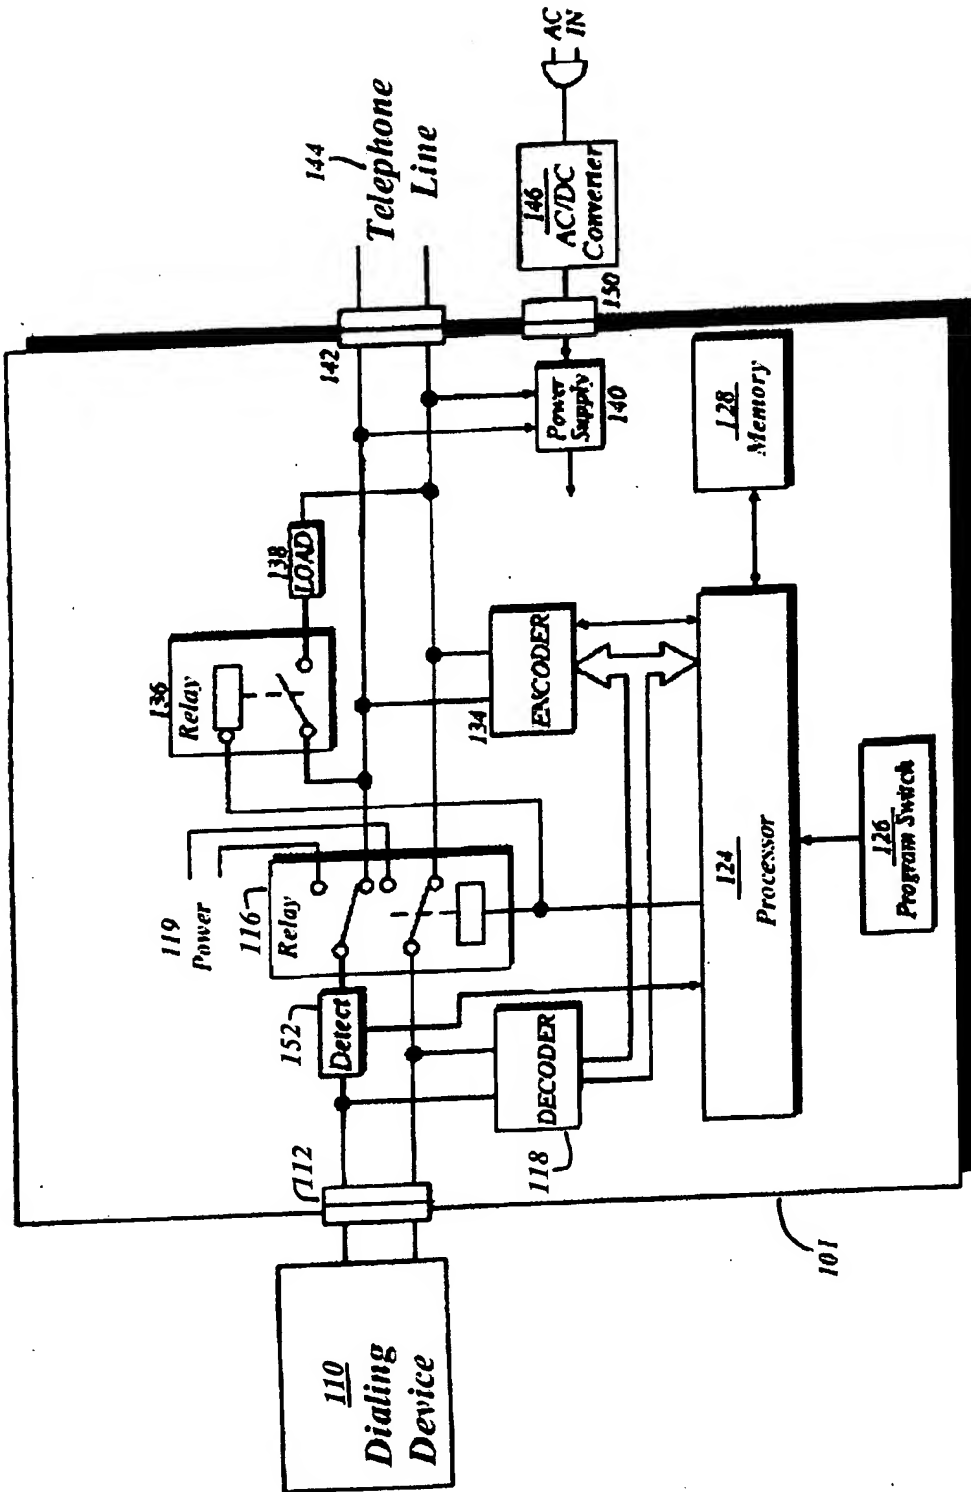 110
Dialing
Device
112
152
Detect
116
Relay
119
Power
136
Relay
138
LOAD
142
144
Telephone
Line
118
DECODER
134
ENCODER
Power
Supply
140
150
146
AC/DC
Converter
AC
IN
124
Processor
128
Memory
126
Program Switch
101